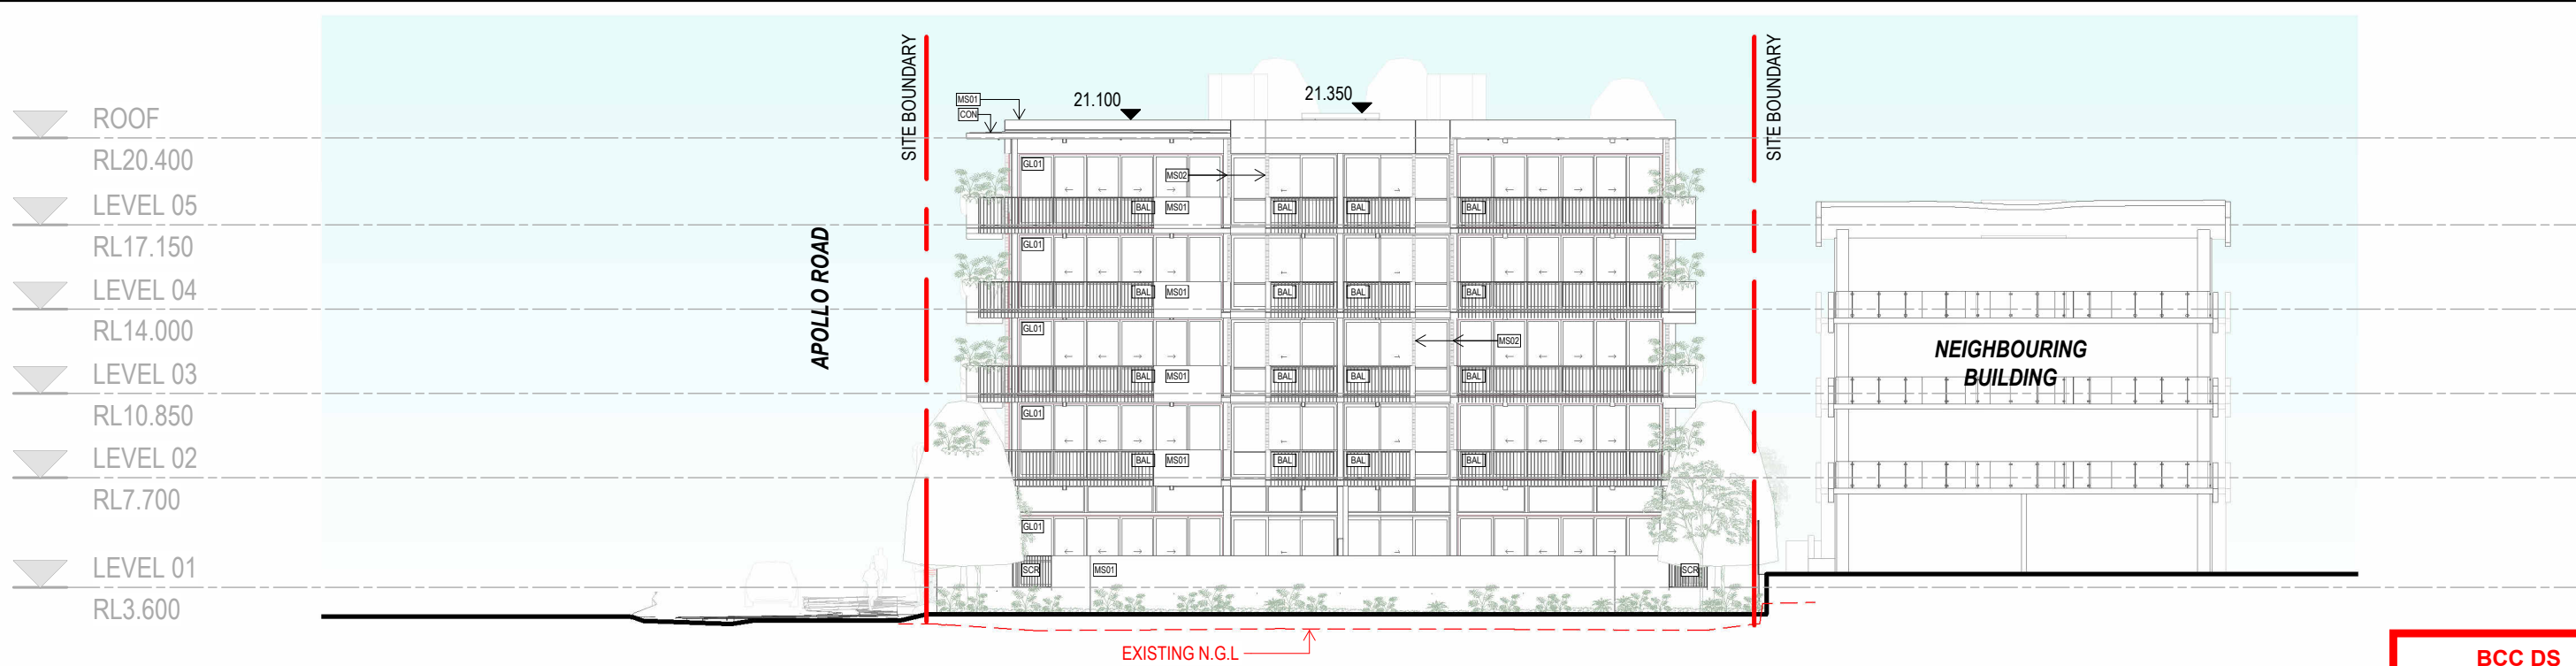 SITE BOUNDARY
SITE BOUNDARY
ROOF
RL20.400
LEVEL 05
RL17.150
LEVEL 04
RL14.000
LEVEL 03
RL10.850
LEVEL 02
RL7.700
LEVEL 01
RL3.600
MS01
CON
21.100
21.350
GL01
MS02
BAL
MS01
BAL
BAL
BAL
GL01
BAL
MS01
BAL
BAL
BAL
APOLLO ROAD
GL01
MS02
BAL
MS01
BAL
BAL
BAL
NEIGHBOURING
BUILDING
GL01
BAL
MS01
BAL
BAL
BAL
GL01
SCR
MS01
SCR
EXISTING N.G.L
BCC DS